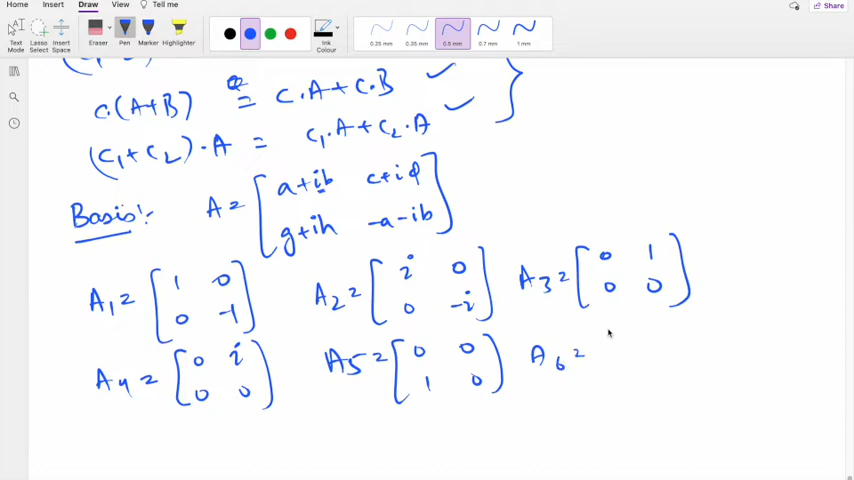 Home Insert Draw View Tell me Share
Text Mode Lasso Select Insert Space Eraser Pen Marker Highlighter Ink Colour 0.25 mm 0.35 mm 0.5 mm 0.7 mm 1 mm
c.(A+B) = c.A + c.B ✓
(c₁+c₂).A = c₁.A + c₂.A ✓
Basis:- A = [a+ib c+id
g+ih -a-ib]
A₁ = [1 0 A₂ = [i 0 A₃ = [0 1
0 -1] 0 -i] 0 0]
A₄ = [0 i A5 = [0 0 A₆ =
0 0] 1 0]